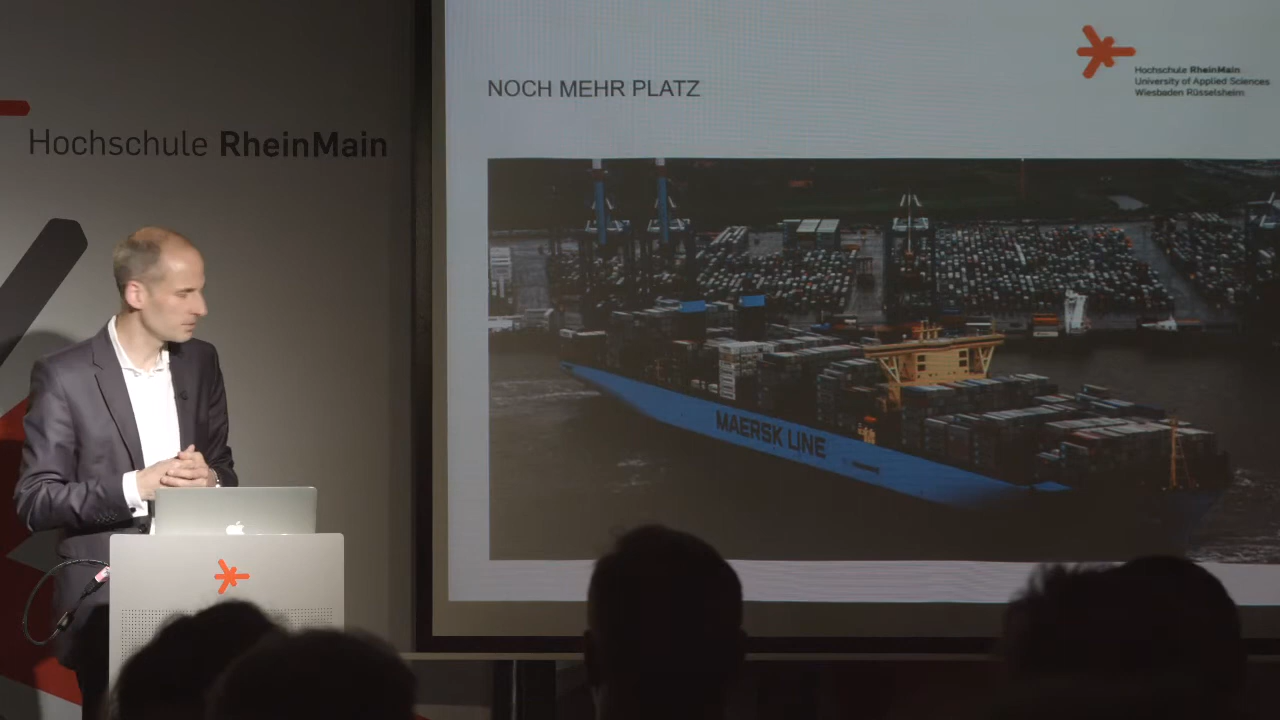 Hochschule RheinMain
NOCH MEHR PLATZ
Hochschule RheinMain
University of Applied Sciences
Wiesbaden Rüsselsheim
MAERSK LINE